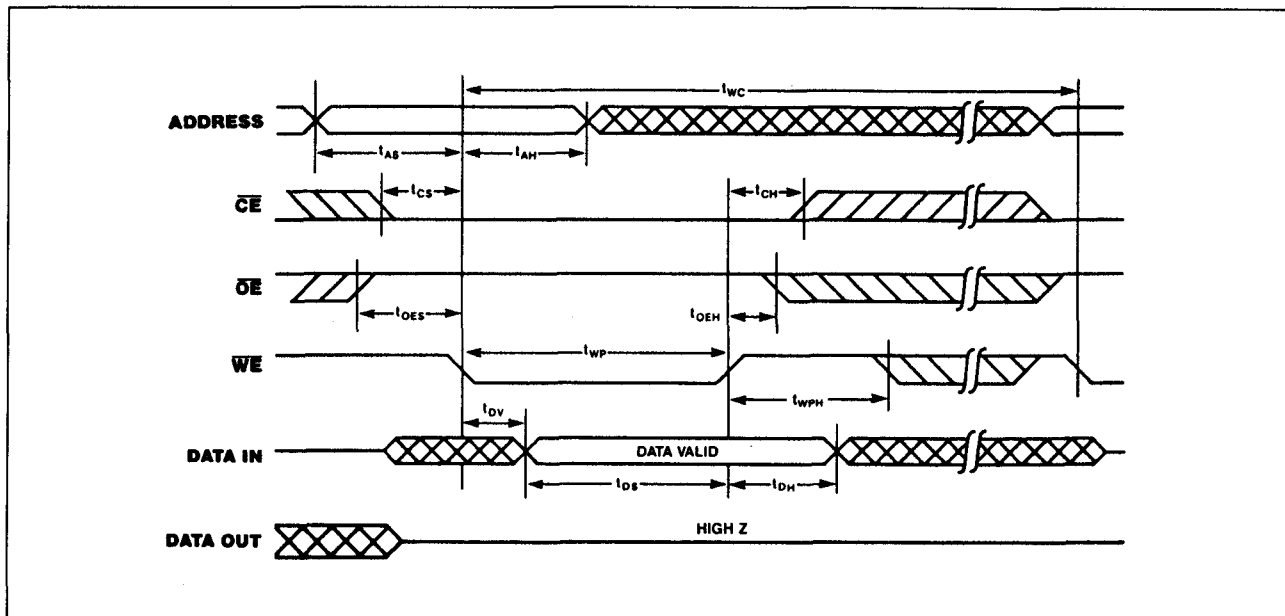 tWC
ADDRESS
tAS
tAH
tCS
tCH
CE
OE
tOES
tOEH
tWP
WE
tWPH
tDV
DATA IN
DATA VALID
tDS
tDH
HIGH Z
DATA OUT